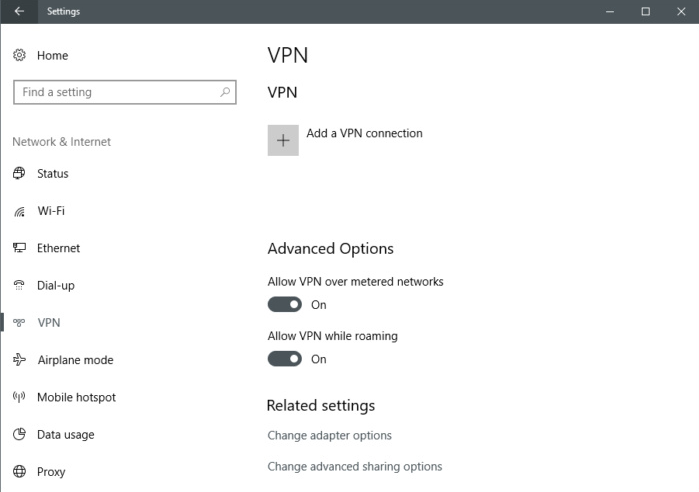 Settings
Home
Find a setting
Network & Internet
Status
Wi-Fi
Ethernet
Dial-up
VPN
Airplane mode
Mobile hotspot
Data usage
Proxy
VPN
VPN
Add a VPN connection
Advanced Options
Allow VPN over metered networks
On
Allow VPN while roaming
On
Related settings
Change adapter options
Change advanced sharing options